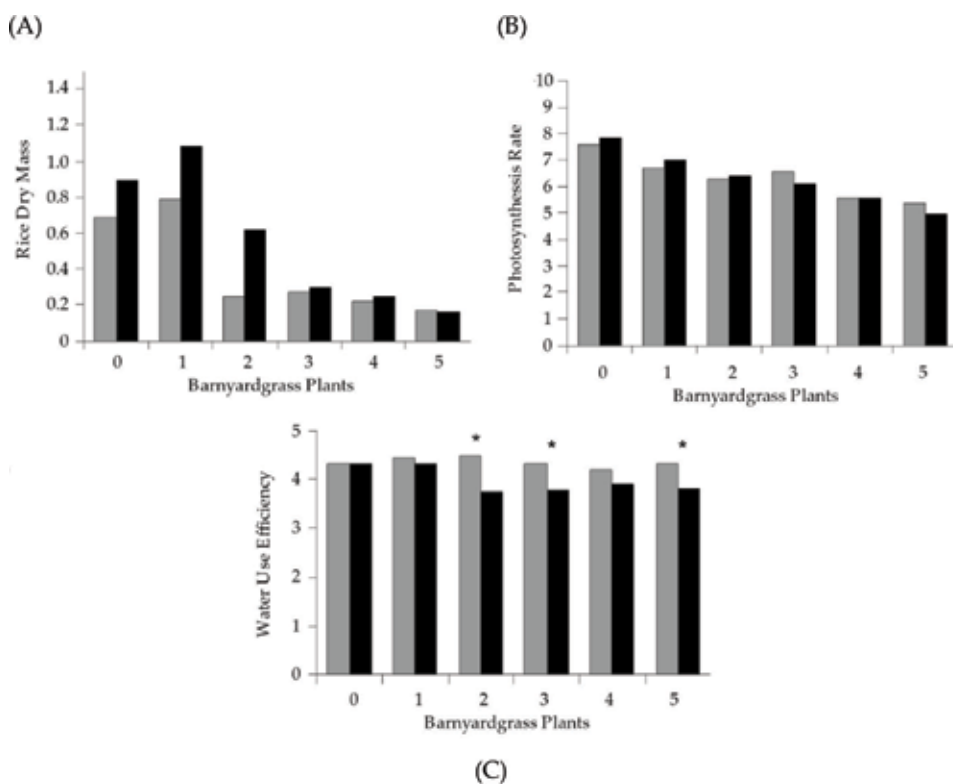 (A)
Rice Dry Mass
1.4
1.2
1.0
0.8
0.6
0.4
0.2
0
0 1 2 3 4 5
Barnyardgrass Plants
(B)
Photosynthessis Rate
10
9
8
7
6
5
4
3
2
1
0
0 1 2 3 4 5
Barnyardgrass Plants
Water Use Efficiency
5
4
3
2
1
0
* * *
0 1 2 3 4 5
Barnyardgrass Plants
(C)